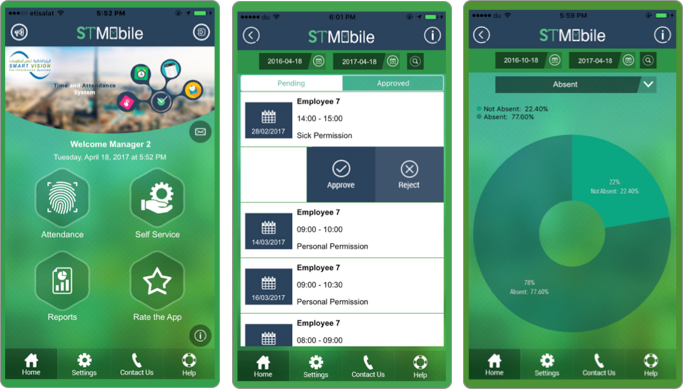 etisalat 5:52 PM
STMobile
SMART VISION
Time and Attendance
System
Welcome Manager 2
Tuesday, April 18, 2017 at 5:52 PM
Attendance
Self Service
Reports
Rate the App
Home
Settings
Contact Us
Help
du 6:01 PM
STMobile
2016-04-18
2017-04-18
Pending
Approved
Employee 7
14:00 - 15:00
28/02/2017
Sick Permission
Approve
Reject
Employee 7
09:00 - 10:00
14/03/2017
Personal Permission
Employee 7
09:00 - 10:30
16/03/2017
Personal Permission
Employee 7
08:00 - 09:00
Home
Settings
Contact Us
Help
du 5:59 PM
STMobile
2016-10-18
2017-04-18
Absent
Not Absent: 22.40%
Absent: 77.60%
22%
Not Absent: 22.40%
78%
Absent: 77.60%
Home
Settings
Contact Us
Help